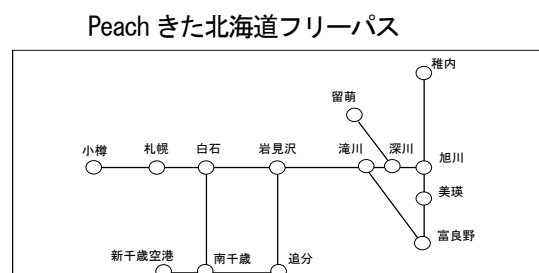 Peach きた北海道フリーパス
稚内
留萌
小樽 札幌 白石 岩見沢 滝川 深川 旭川
美瑛
富良野
新千歳空港 南千歳 追分